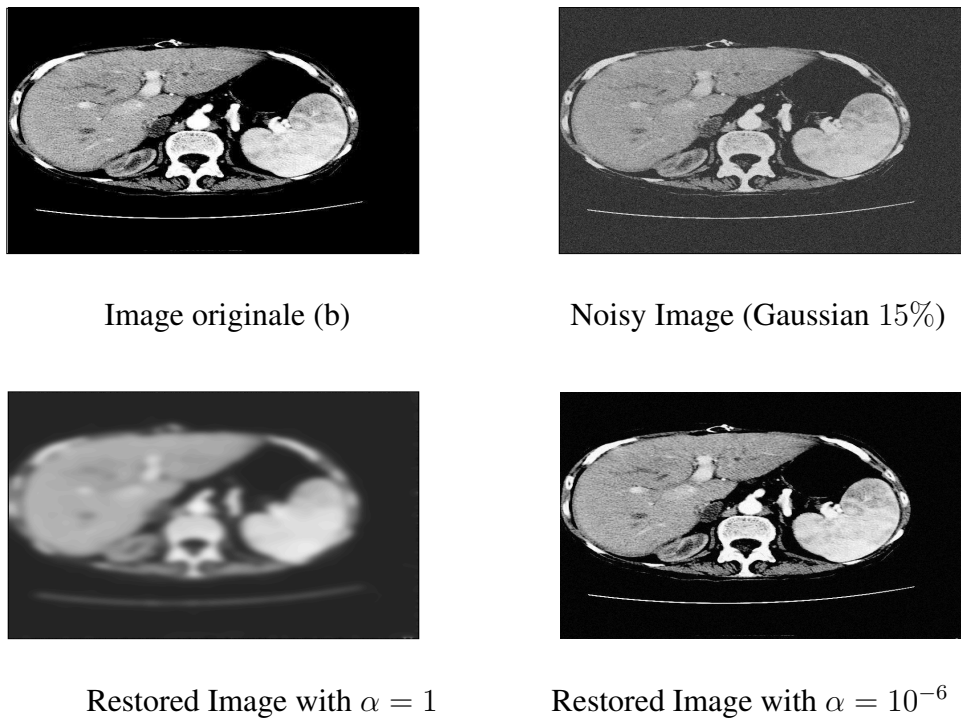 Image originale (b)
Noisy Image (Gaussian 15%)
Restored Image with α = 1
Restored Image with α = 10⁻⁶